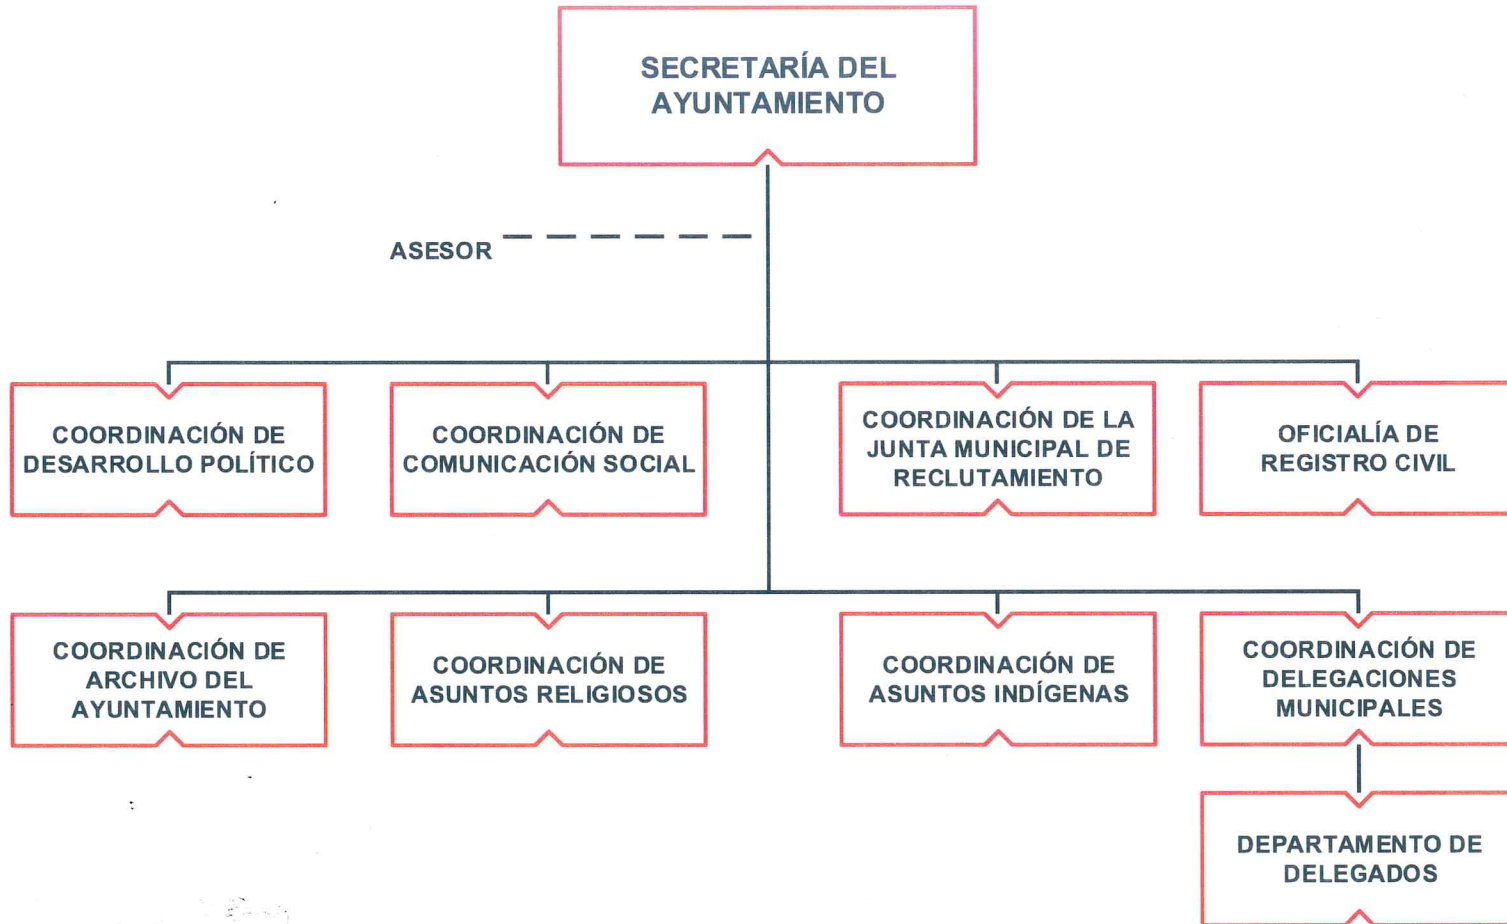 SECRETARÍA DEL
AYUNTAMIENTO
ASESOR
COORDINACIÓN DE
DESARROLLO POLÍTICO
COORDINACIÓN DE
COMUNICACIÓN SOCIAL
COORDINACIÓN DE LA
JUNTA MUNICIPAL DE
RECLUTAMIENTO
OFICIALÍA DE
REGISTRO CIVIL
COORDINACIÓN DE
ARCHIVO DEL
AYUNTAMIENTO
COORDINACIÓN DE
ASUNTOS RELIGIOSOS
COORDINACIÓN DE
ASUNTOS INDÍGENAS
COORDINACIÓN DE
DELEGACIONES
MUNICIPALES
DEPARTAMENTO DE
DELEGADOS